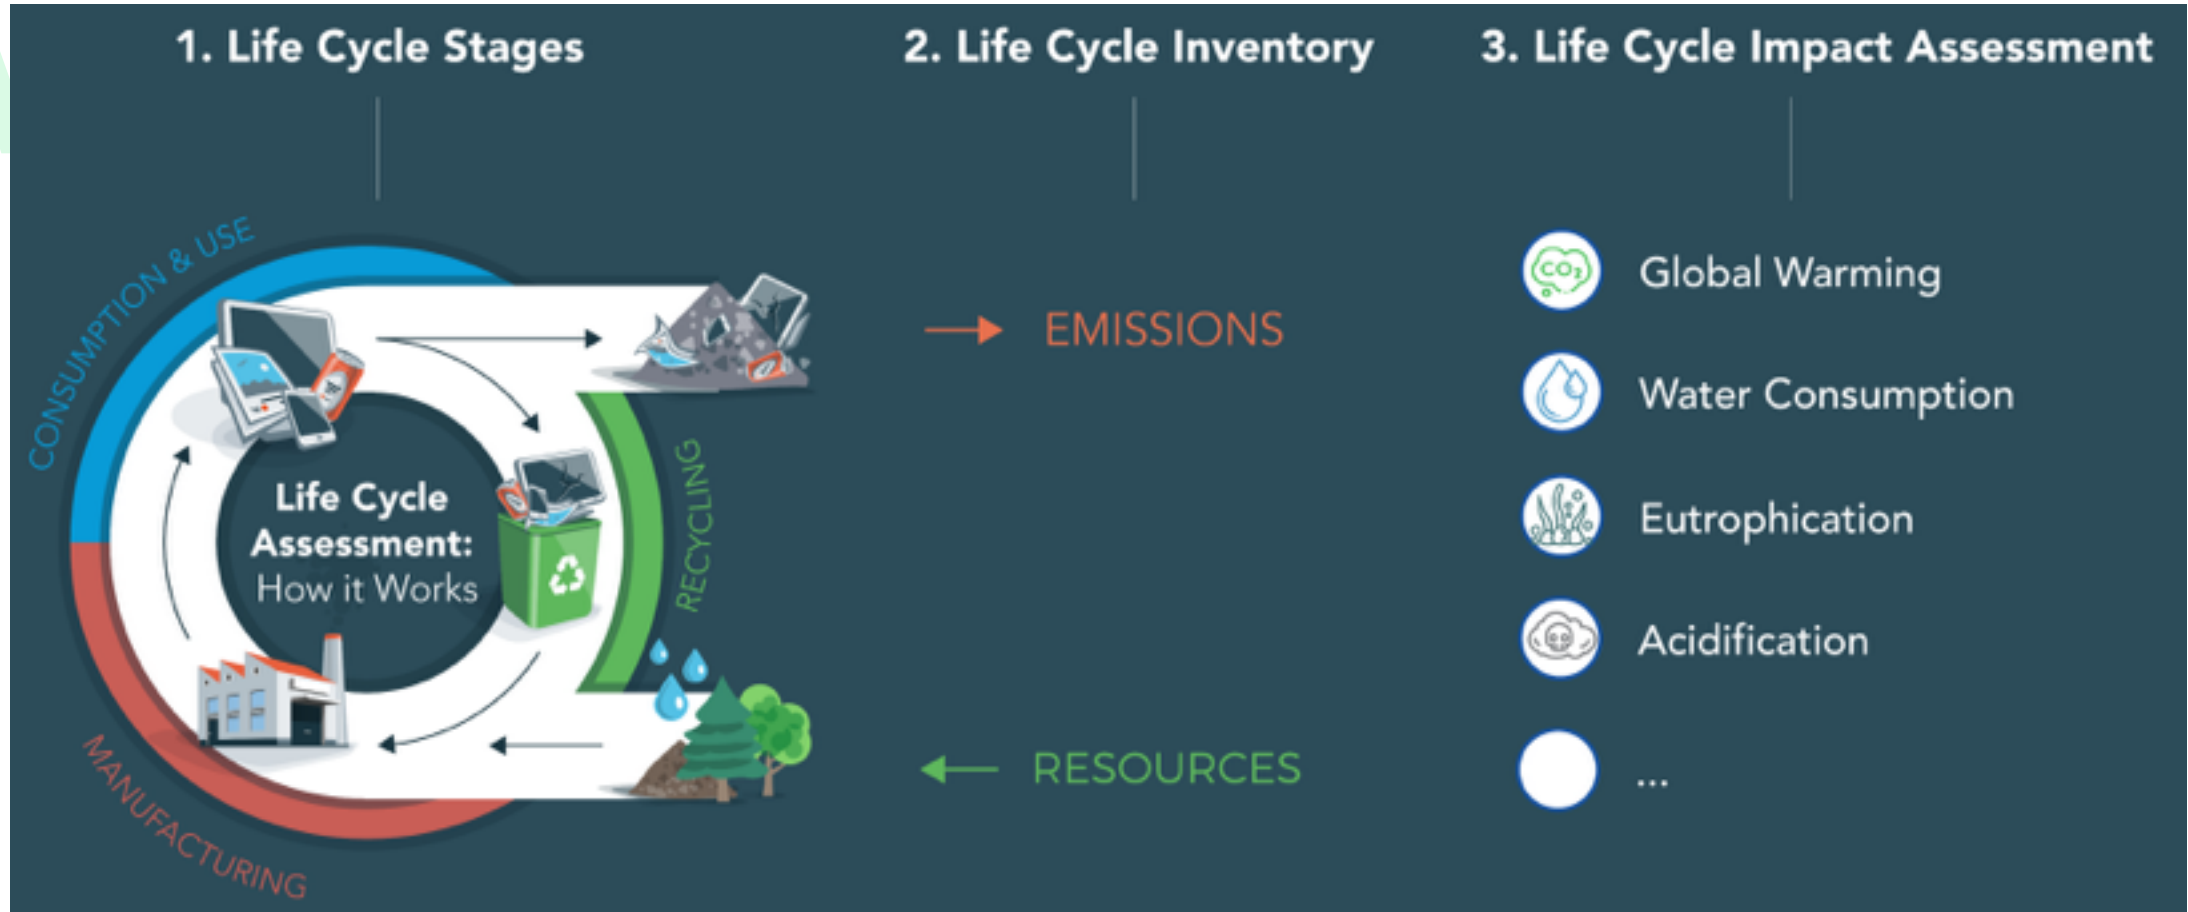 1. Life Cycle Stages
2. Life Cycle Inventory
3. Life Cycle Impact Assessment
CONSUMPTION & USE
RECYCLING
MANUFACTURING
Life Cycle
Assessment:
How it Works
EMISSIONS
RESOURCES
CO₂
Global Warming
Water Consumption
Eutrophication
Acidification
...